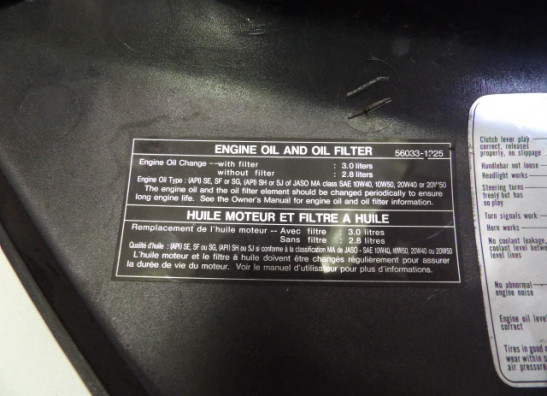 ENGINE OIL AND OIL FILTER 56033-1325
Engine Oil Change --with filter : 3.0 liters
without filter : 2.8 liters
Engine Oil Type : (API) SE, SF or SG, (API) SH or SJ of JASO MA class SAE 10W40, 10W50, 20W40 or 20W50
The engine oil and the oil filter element should be changed periodically to ensure
long engine life. See the Owner's Manual for engine oil and oil filter information.
HUILE MOTEUR ET FILTRE A HUILE
Remplacement de l'huile moteur -- Avec filtre : 3.0 litres
Sans filtre : 2.8 litres
Qualité d'huile : (API) SE, SF ou SG, (API) SH ou SJ si conforme à la classification MA de JASO - SAE 10W40, 10W50, 20W40 ou 20W50
L'huile moteur et le filtre à huile doivent être changés régulièrement pour assurer
la durée de vie du moteur. Voir le manuel d'utilisateur pour plus d'informations.
Clutch lever play
correct, releases
properly, no slippage
Handlebar not loose
Headlight works
Steering turns
freely but has
no play
Turn signals work
Horn works
No coolant leakage,
coolant level between
level lines
No abnormal
engine noise
Engine oil level
correct
Tires in good
wear within
air pressure